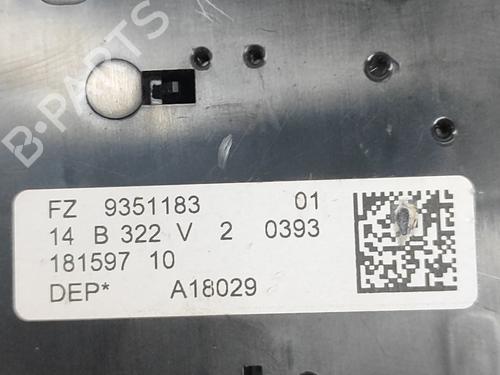 B-PARTS
FZ 9351183 01
14 B 322 V 2 0393
181597 10
DEP* A18029